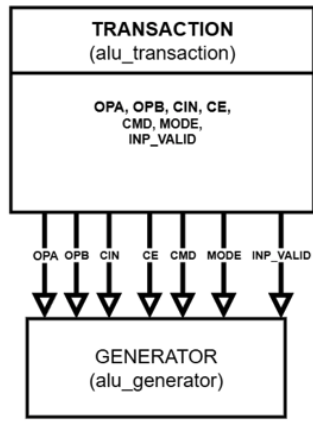 TRANSACTION
(alu_transaction)
OPA, OPB, CIN, CE,
CMD, MODE,
INP_VALID
OPA OPB CIN CE CMD MODE INP_VALID
GENERATOR
(alu_generator)